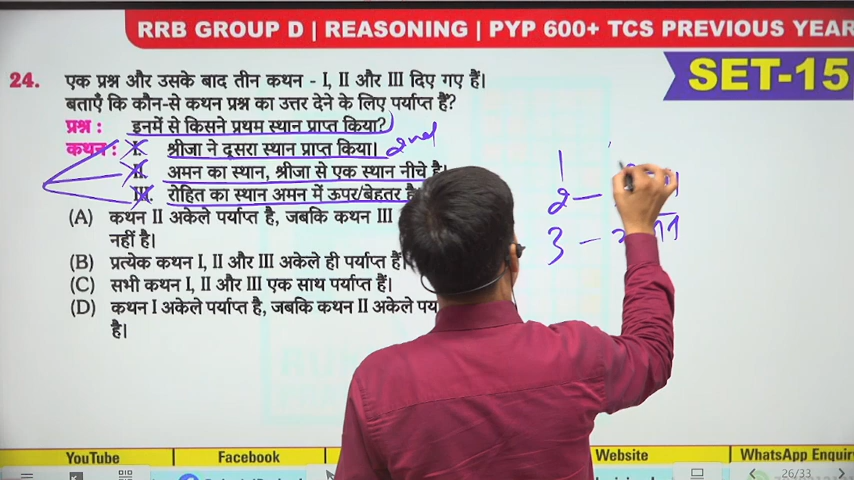 RRB GROUP D | REASONING | PYP 600+ TCS PREVIOUS YEAR
SET-15
24. एक प्रश्न और उसके बाद तीन कथन - I, II और III दिए गए हैं।
बताएँ कि कौन-से कथन प्रश्न का उत्तर देने के लिए पर्याप्त हैं?
प्रश्न : इनमें से किसने प्रथम स्थान प्राप्त किया?
कथन : I. श्रीजा ने दूसरा स्थान प्राप्त किया। 2nd
II. अमन का स्थान, श्रीजा से एक स्थान नीचे है
III. रोहित का स्थान अमन में ऊपर/बेहतर है
(A) कथन II अकेले पर्याप्त है, जबकि कथन III
नहीं है।
(B) प्रत्येक कथन I, II और III अकेले ही पर्याप्त हैं
(C) सभी कथन I, II और III एक साथ पर्याप्त हैं।
(D) कथन I अकेले पर्याप्त है, जबकि कथन II अकेले
है।
1
2 –
3 –
YouTube
Facebook
Website
WhatsApp Enquir
26/33